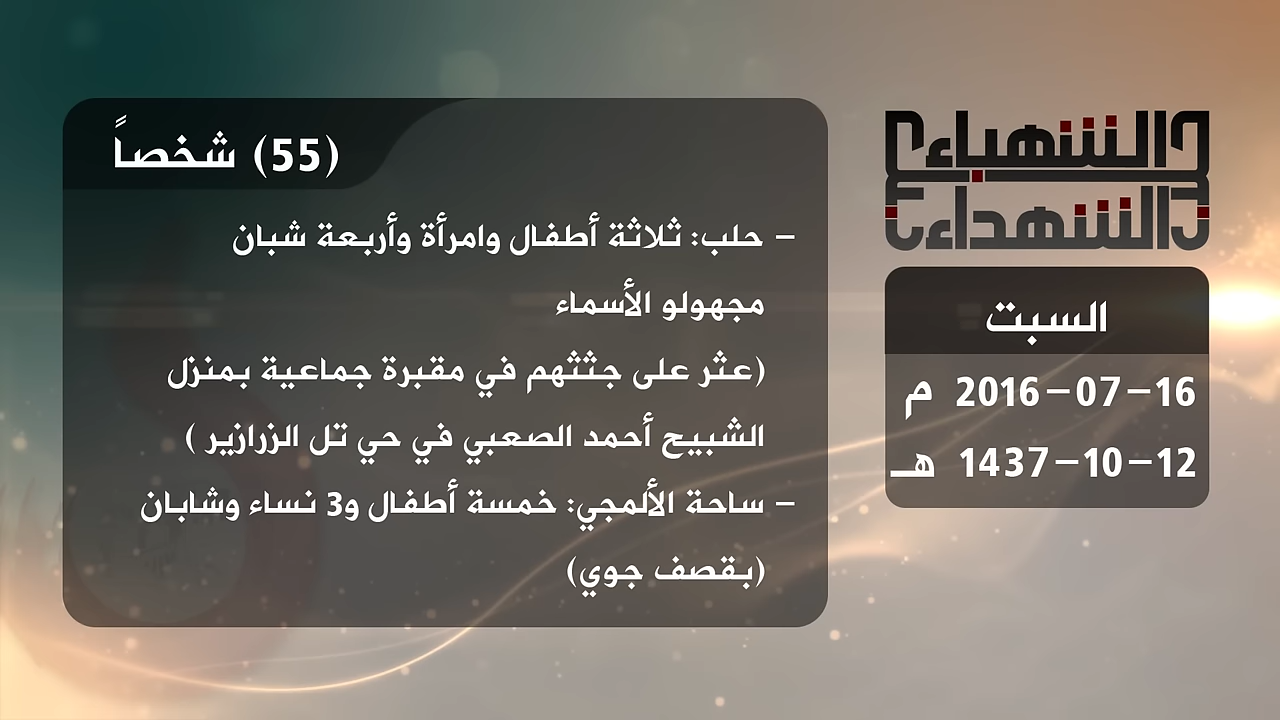 والشهباء
والشهداء
السبت
16-07-2016 م
12-10-1437 هـ
(55) شخصاً
- حلب: ثلاثة أطفال وامرأة وأربعة شبان
مجهولو الأسماء
(عثر على جثثهم في مقبرة جماعية بمنزل
الشبيح أحمد الصعبي في حي تل الزرازير )
- ساحة الألمجي: خمسة أطفال و3 نساء وشابان
(بقصف جوي)